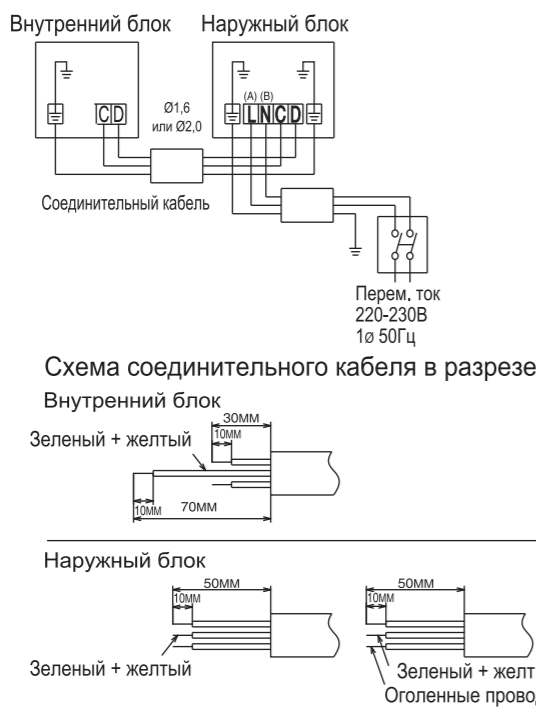 Внутренний блок
Наружный блок
(A) (B)
C D
L N C D
Ø1,6
или Ø2,0
Соединительный кабель
Перем. ток
220-230В
1ø 50Гц
Схема соединительного кабеля в разрезе
Внутренний блок
30ММ
10ММ
Зеленый + желтый
10ММ
70ММ
Наружный блок
50ММ
10ММ
Зеленый + желтый
50ММ
10ММ
Зеленый + желт
Оголенные провод